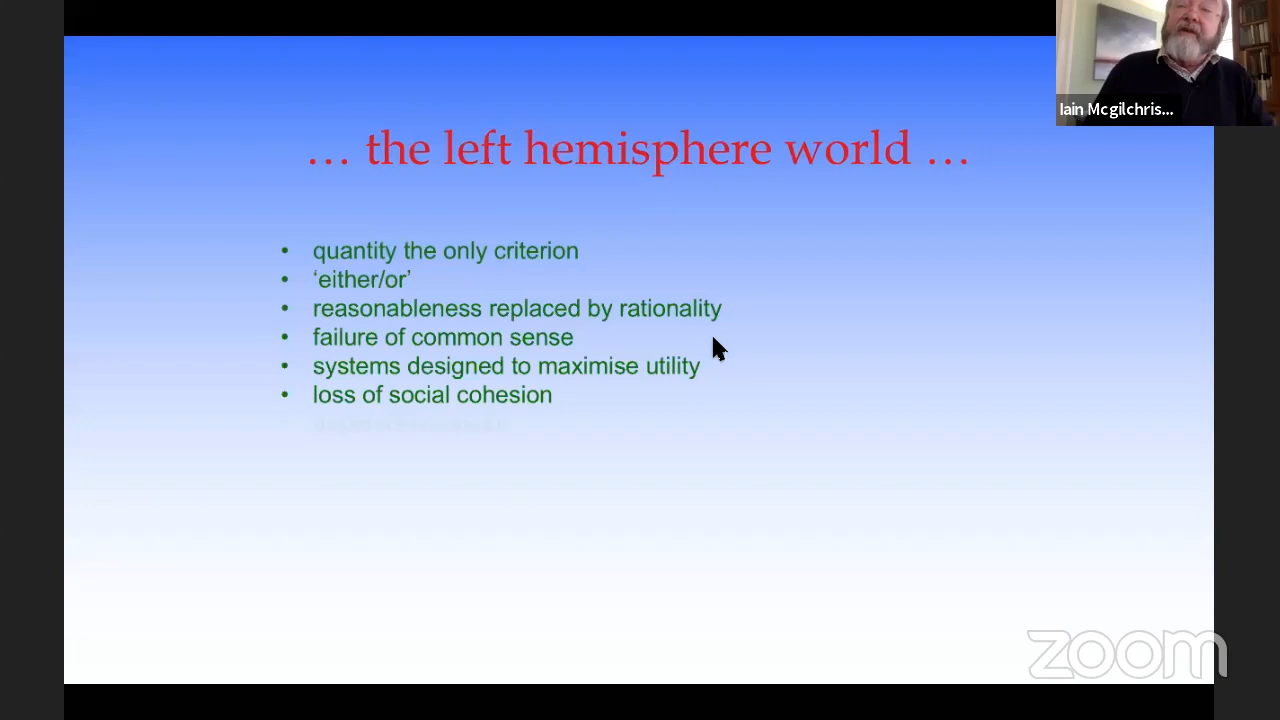 Iain Mcgilchris...
... the left hemisphere world ...
• quantity the only criterion
• ‘either/or’
• reasonableness replaced by rationality
• failure of common sense
• systems designed to maximise utility
• loss of social cohesion
zoom